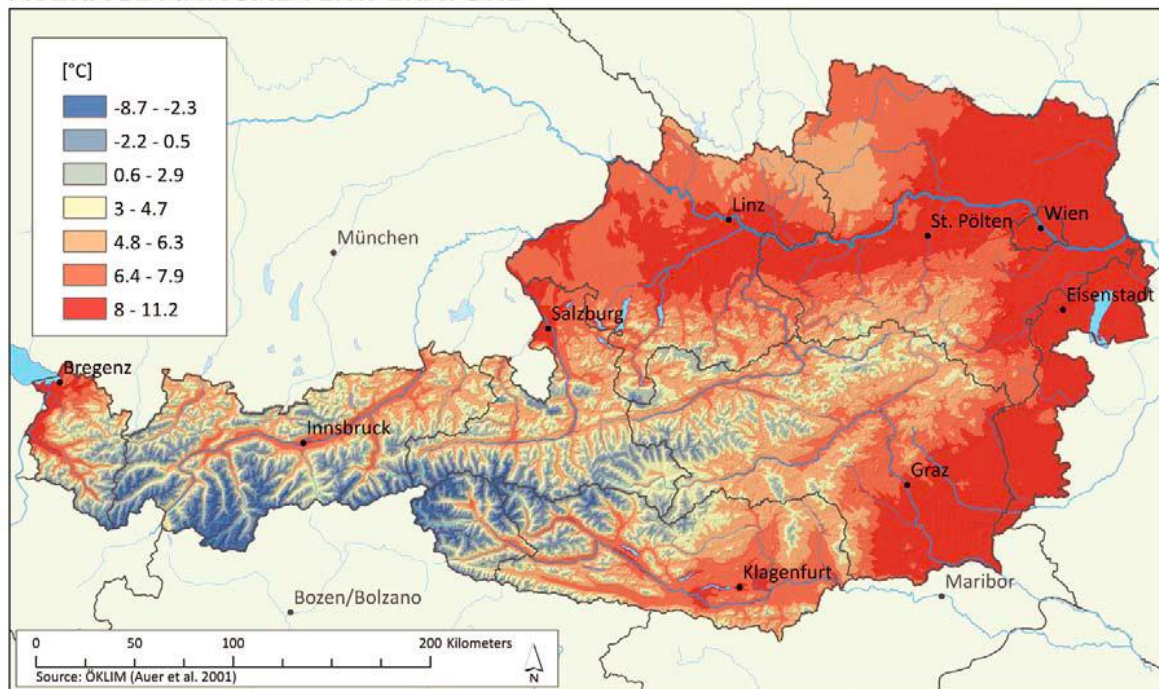 [°C]
-8.7 - -2.3
-2.2 - 0.5
0.6 - 2.9
3 - 4.7
4.8 - 6.3
6.4 - 7.9
8 - 11.2
München
Linz
St. Pölten
Wien
Eisenstadt
Salzburg
Bregenz
Innsbruck
Graz
Klagenfurt
Maribor
Bozen/Bolzano
0 50 100 200 Kilometers
Source: ÖKLIM (Auer et al. 2001)
N